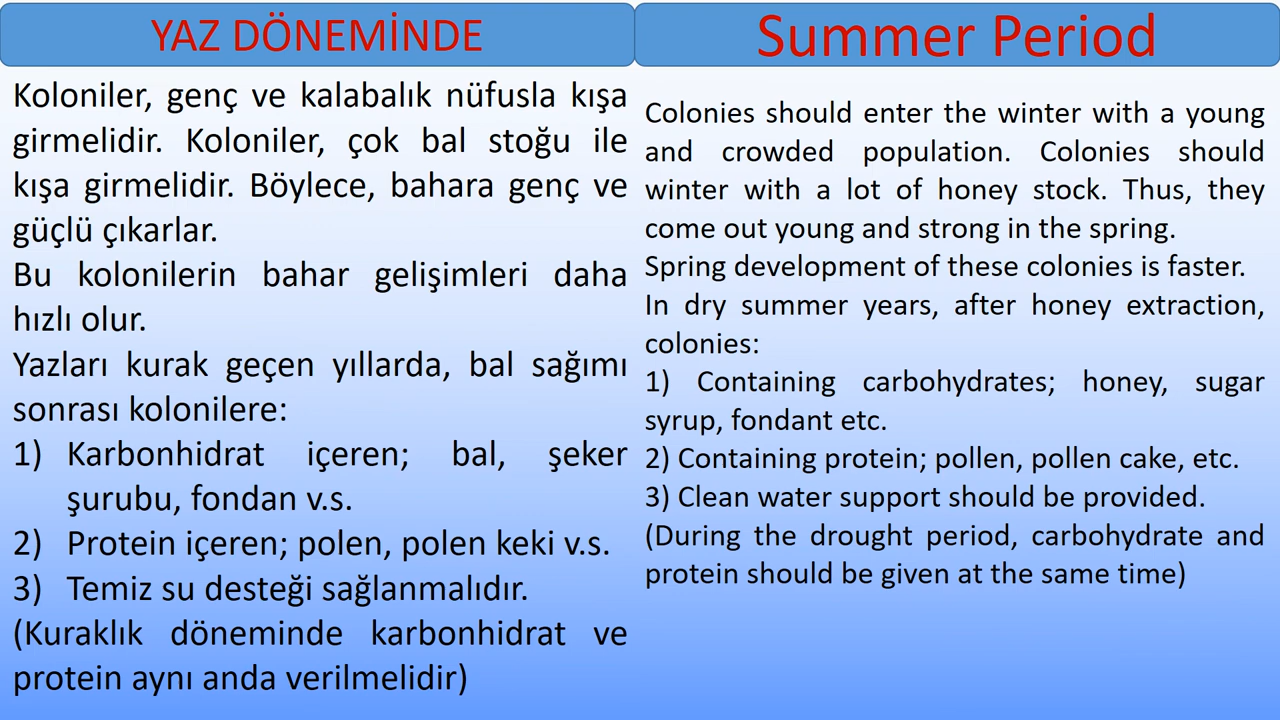 YAZ DÖNEMİNDE
Koloniler, genç ve kalabalık nüfusla kışa
girmelidir. Koloniler, çok bal stoğu ile
kışa girmelidir. Böylece, bahara genç ve
güçlü çıkarlar.
Bu kolonilerin bahar gelişimleri daha
hızlı olur.
Yazları kurak geçen yıllarda, bal sağımı
sonrası kolonilere:
1) Karbonhidrat içeren; bal, şeker
şurubu, fondan v.s.
2) Protein içeren; polen, polen keki v.s.
3) Temiz su desteği sağlanmalıdır.
(Kuraklık döneminde karbonhidrat ve
protein aynı anda verilmelidir)
Summer Period
Colonies should enter the winter with a young
and crowded population. Colonies should
winter with a lot of honey stock. Thus, they
come out young and strong in the spring.
Spring development of these colonies is faster.
In dry summer years, after honey extraction,
colonies:
1) Containing carbohydrates; honey, sugar
syrup, fondant etc.
2) Containing protein; pollen, pollen cake, etc.
3) Clean water support should be provided.
(During the drought period, carbohydrate and
protein should be given at the same time)